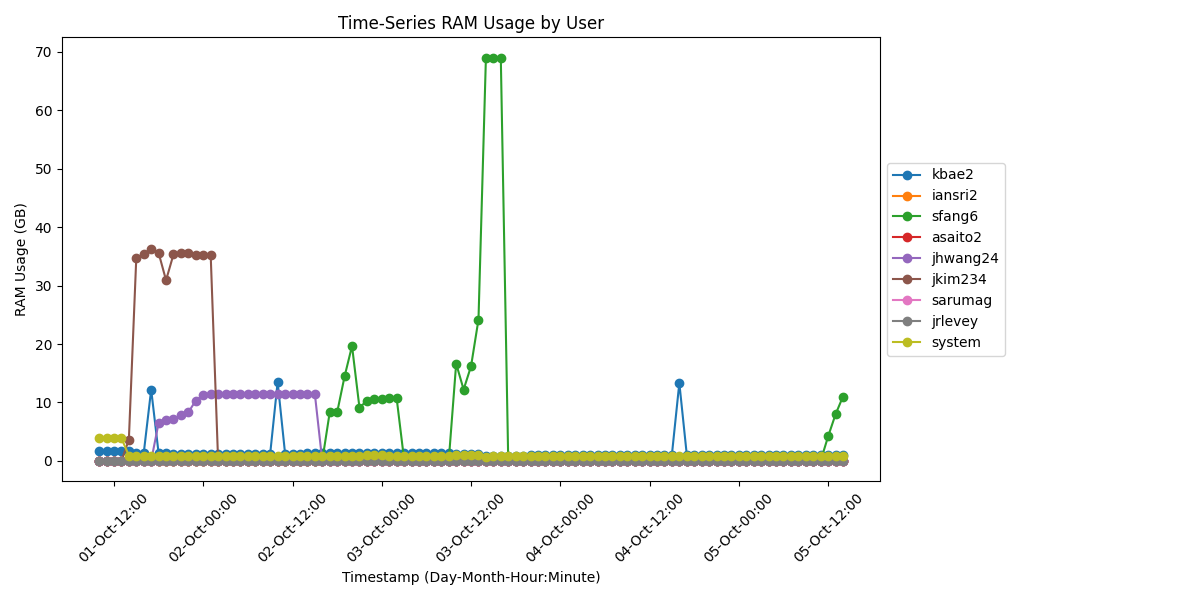 Time-Series RAM Usage by User
RAM Usage (GB)
70
60
50
40
30
20
10
0
01-Oct-12:00
02-Oct-00:00
02-Oct-12:00
03-Oct-00:00
03-Oct-12:00
04-Oct-00:00
04-Oct-12:00
05-Oct-00:00
05-Oct-12:00
Timestamp (Day-Month-Hour:Minute)
kbae2
iansri2
sfang6
asaito2
jhwang24
jkim234
sarumag
jrlevey
system